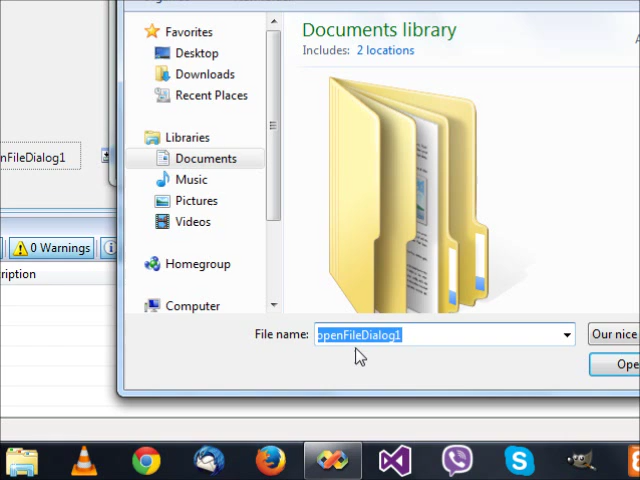 Documents library
Includes: 2 locations
Favorites
Desktop
Downloads
Recent Places
Libraries
Documents
Music
Pictures
Videos
Homegroup
Computer
nFileDialog1
0 Warnings
ription
File name: openFileDialog1
Our nice
Ope